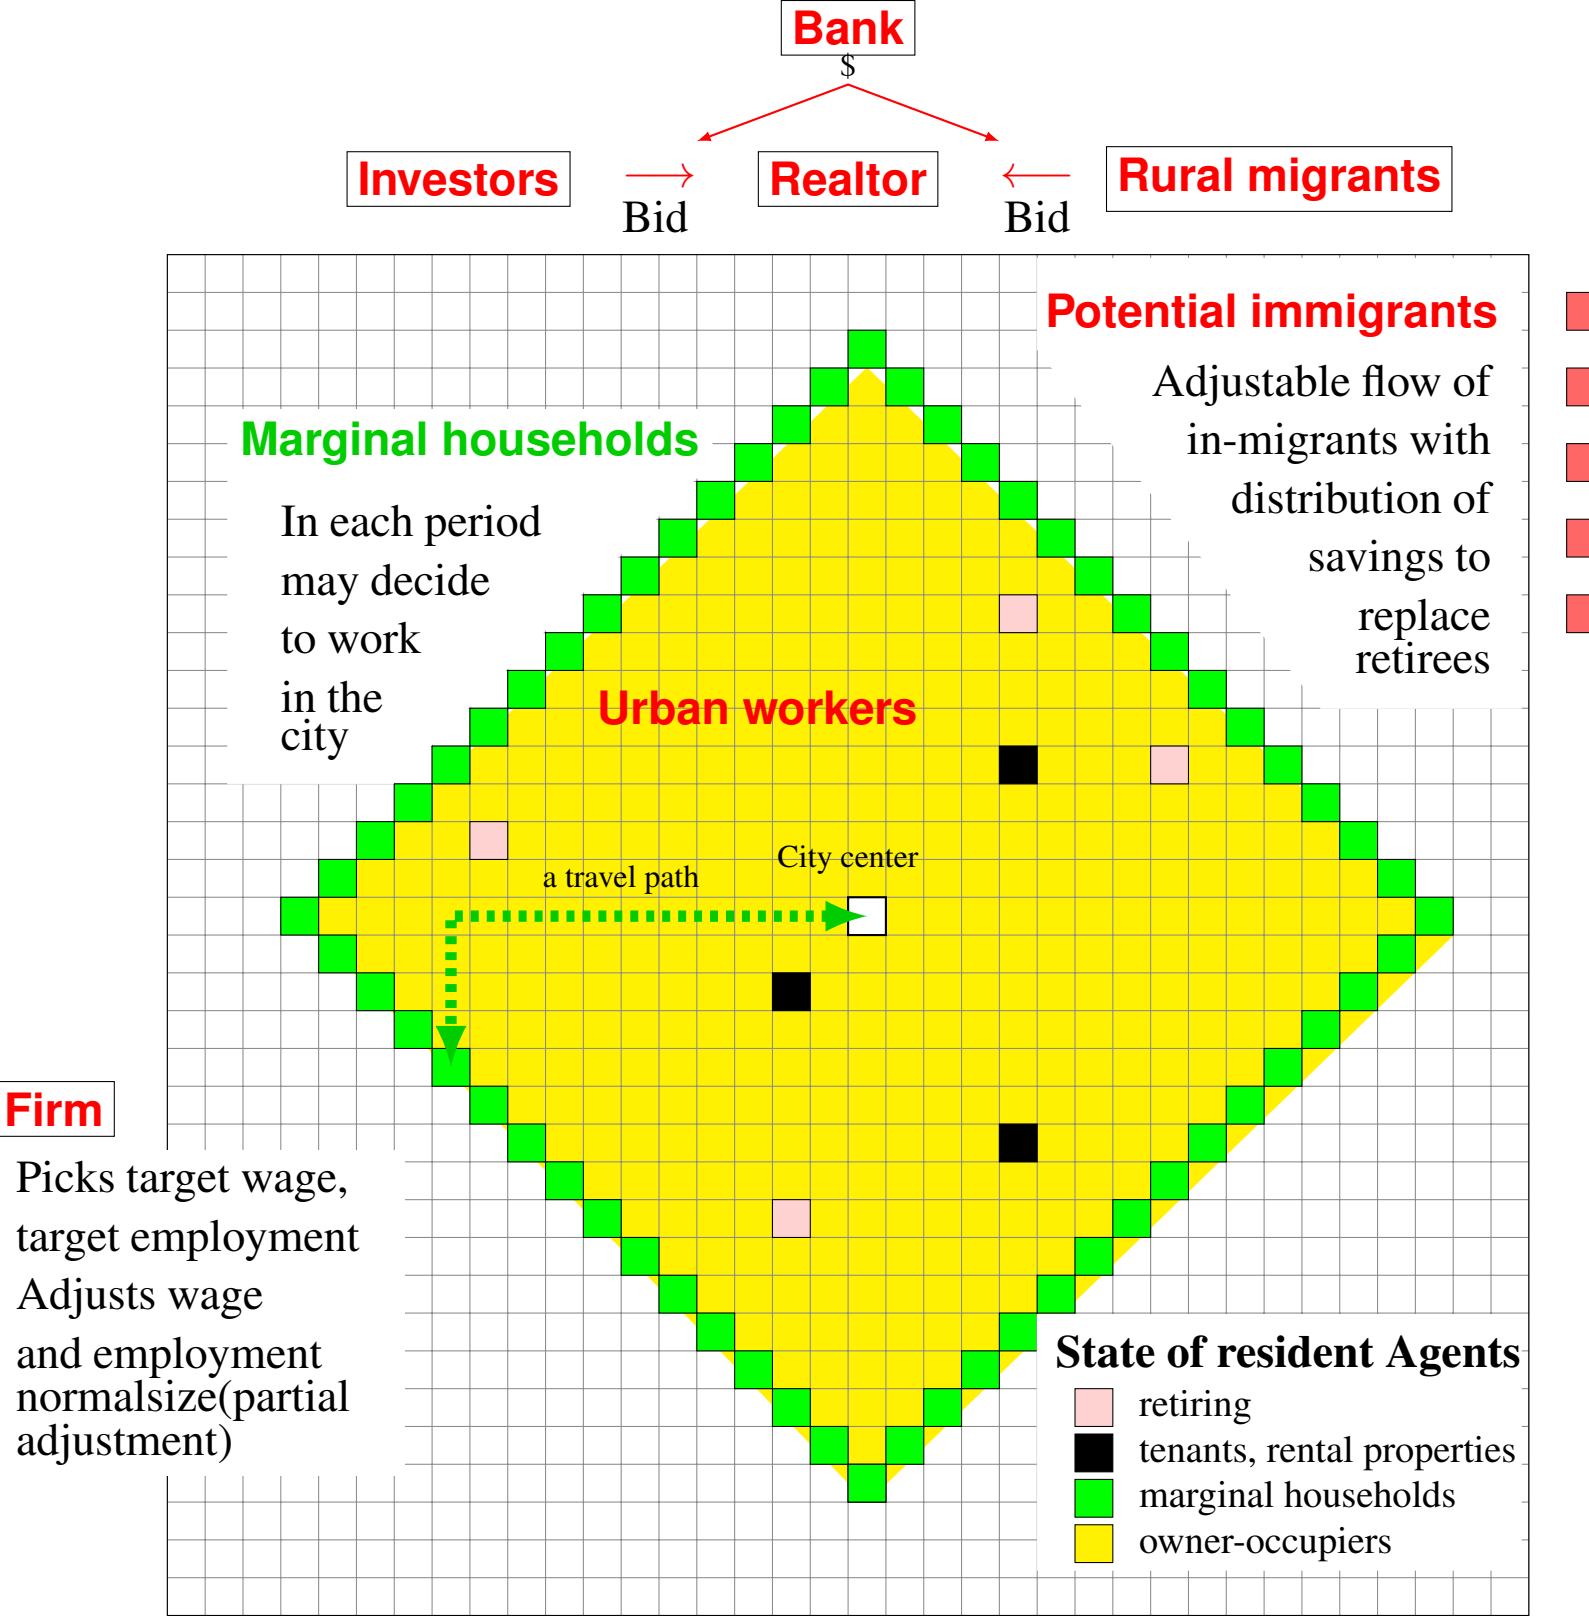 Bank
$
Investors
Realtor
Rural migrants
Bid
Bid
Potential immigrants
Adjustable flow of
in-migrants with
distribution of
savings to
replace
retirees
Marginal households
In each period
may decide
to work
in the
city
Urban workers
City center
a travel path
Firm
Picks target wage,
target employment
Adjusts wage
and employment
normalsize(partial
adjustment)
State of resident Agents
retiring
tenants, rental properties
marginal households
owner-occupiers